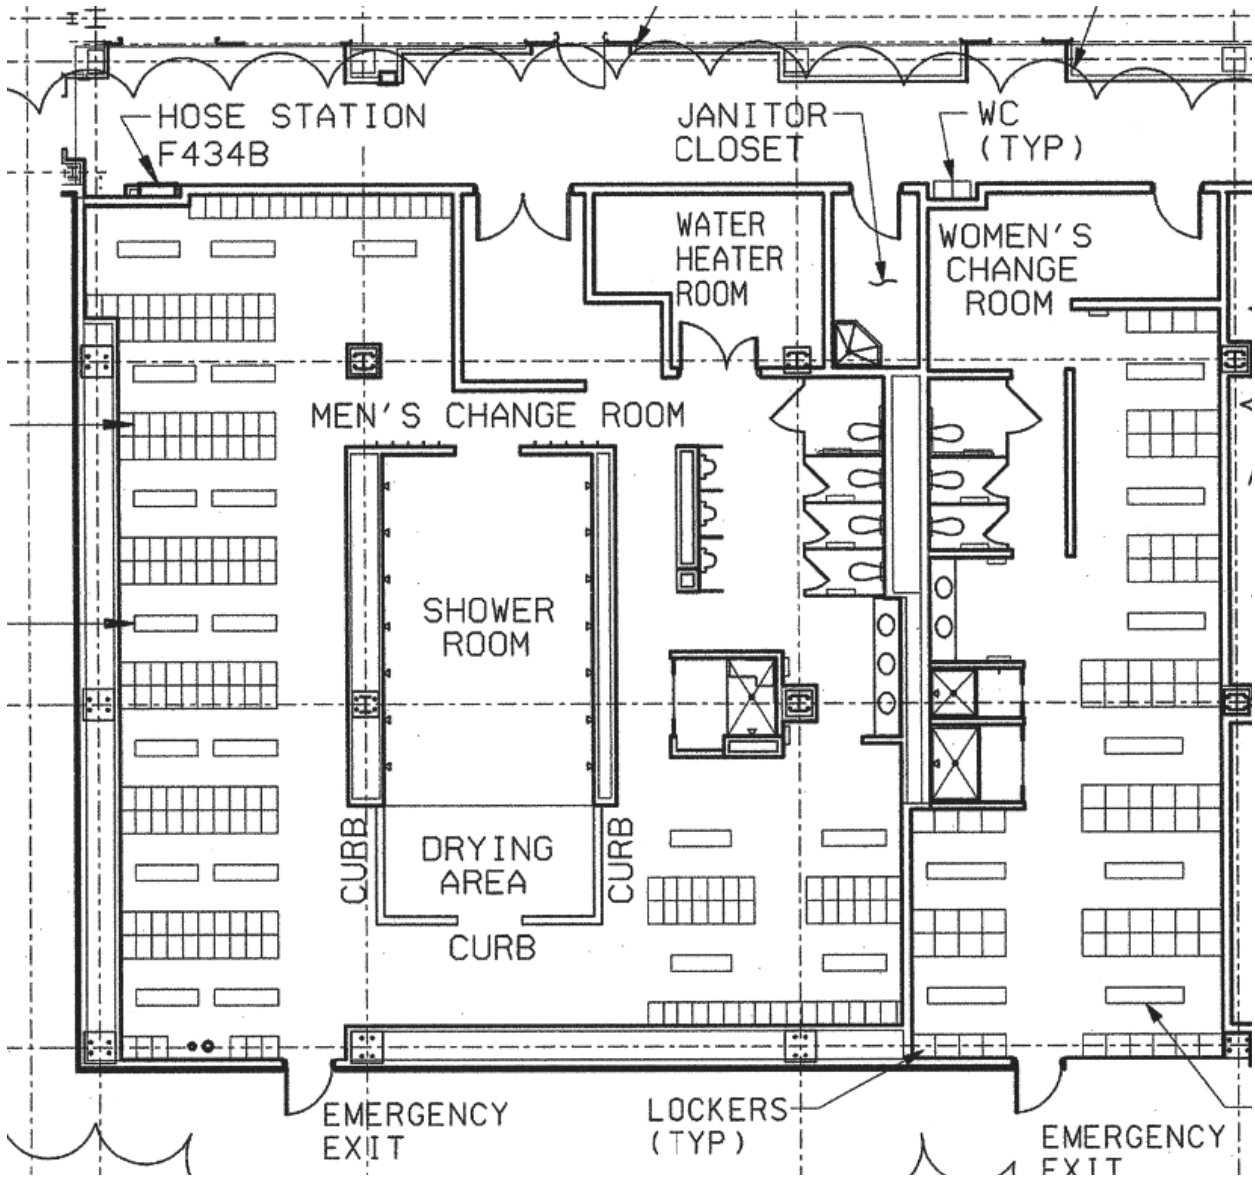 HOSE STATION
F434B
JANITOR
CLOSET
WC
(TYP)
WATER
HEATER
ROOM
WOMEN'S
CHANGE
ROOM
MEN'S CHANGE ROOM
SHOWER
ROOM
CURB
DRYING
AREA
CURB
CURB
EMERGENCY
EXIT
LOCKERS
(TYP)
EMERGENCY
EXIT